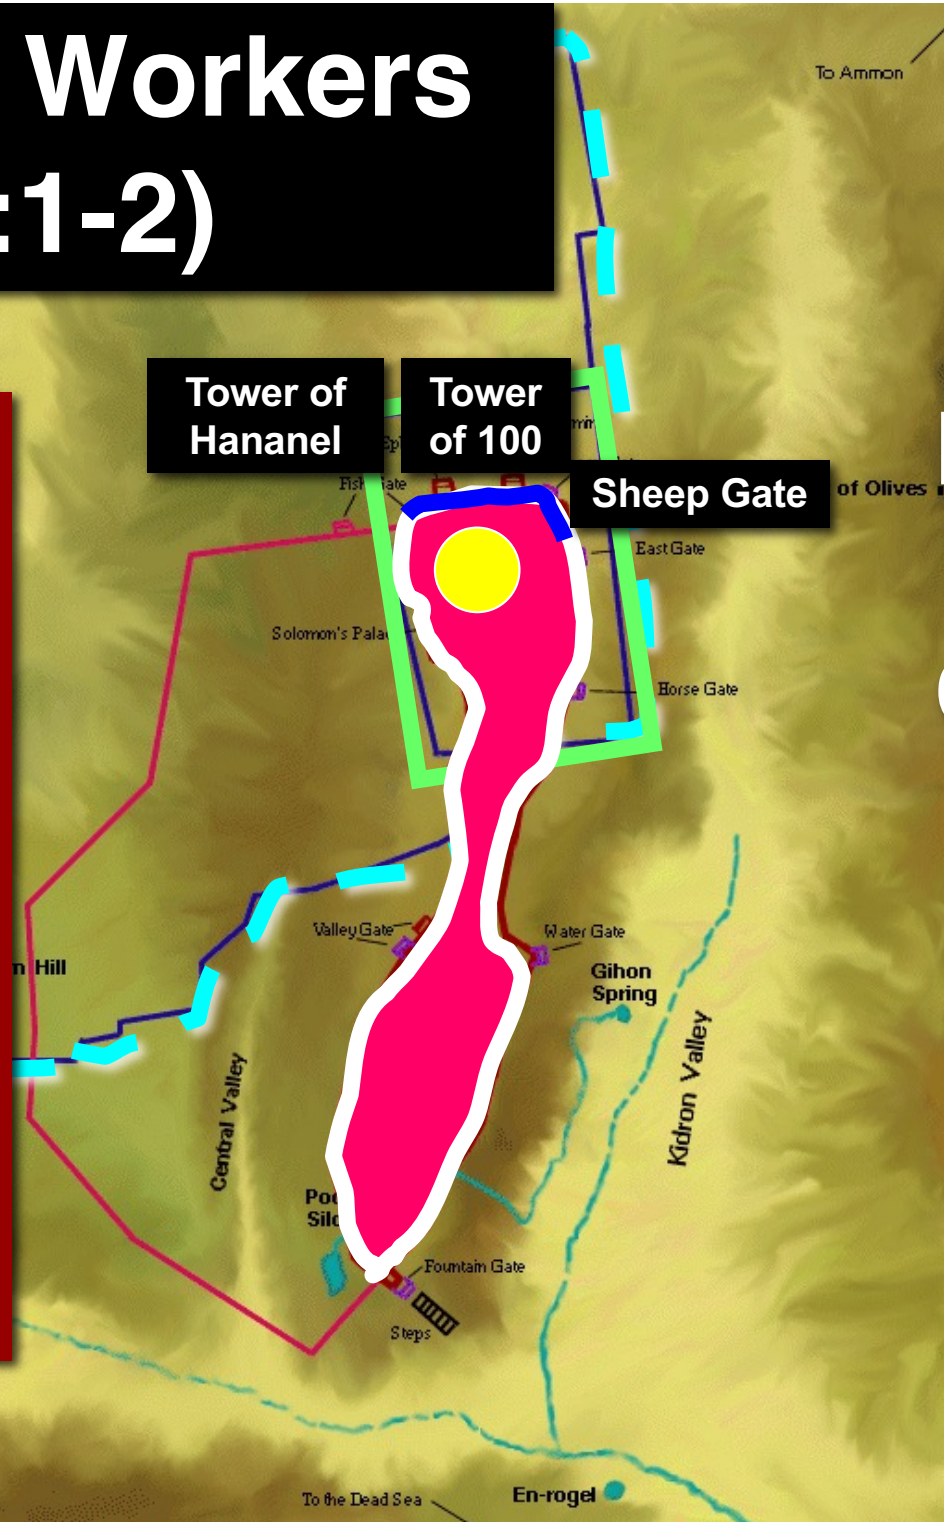 Workers
:1-2)
To Ammon
Tower of
Hananel
Tower
of 100
Fish Gate
Sheep Gate
of Olives
East Gate
Solomon's
Horse Gate
Valley Gate
Water Gate
Hill
Gihon
Spring
Central Valley
Kidron Valley
Fountain Gate
Steps
To the Dead Sea
En-rogel